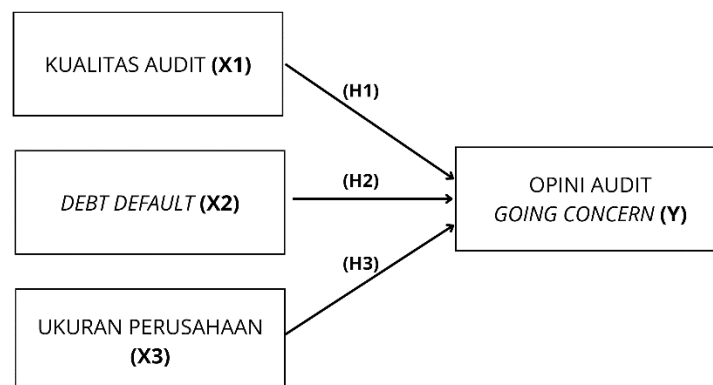 KUALITAS AUDIT (X1)
(H1)
DEBT DEFAULT (X2)
(H2)
OPINI AUDIT
GOING CONCERN (Y)
(H3)
UKURAN PERUSAHAAN
(X3)